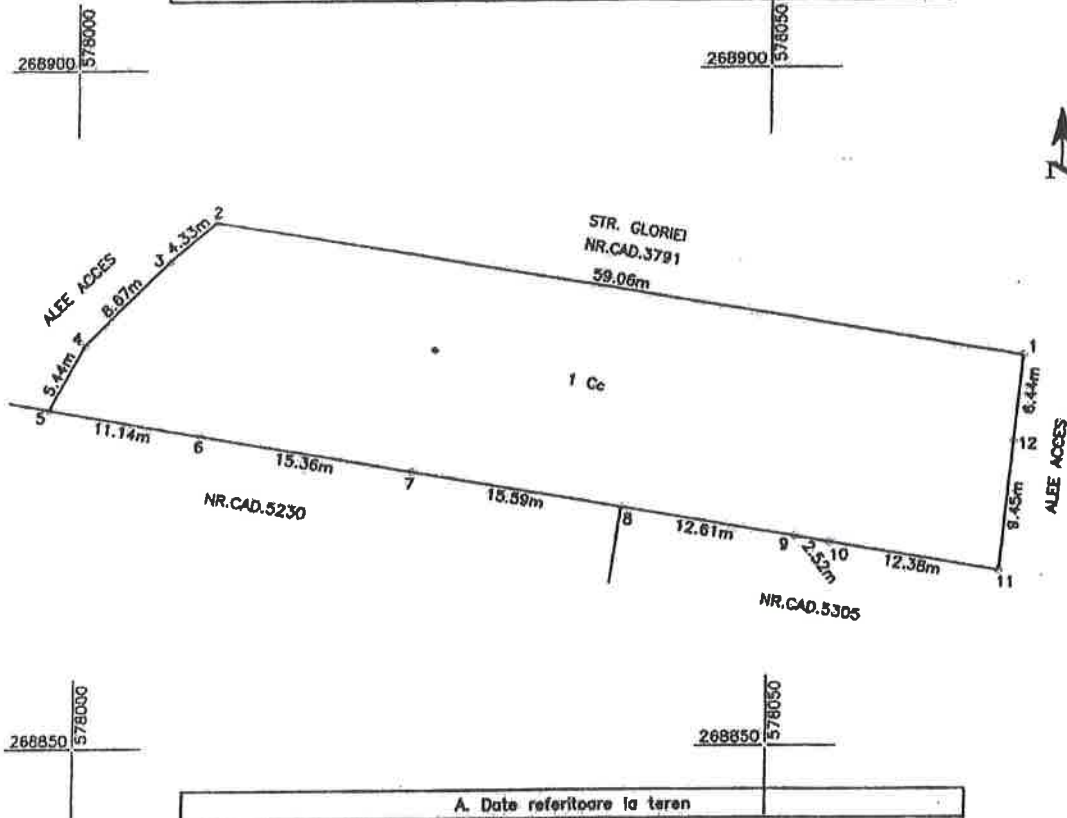 578000
268900
578050
268900
2
4.33m
3
STR. GLORIEI
NR.CAD.3791
59.06m
ALEE ACCES
8.67m
4
5.44m
5
1
6.44m
12
9.45m
ALEE ACCES
1 Cc
11.14m
6
15.36m
7
15.59m
8
12.61m
9
2.52m
10
12.38m
11
NR.CAD.5230
NR.CAD.5305
578000
268850
578050
268850
A. Date referitoare la teren